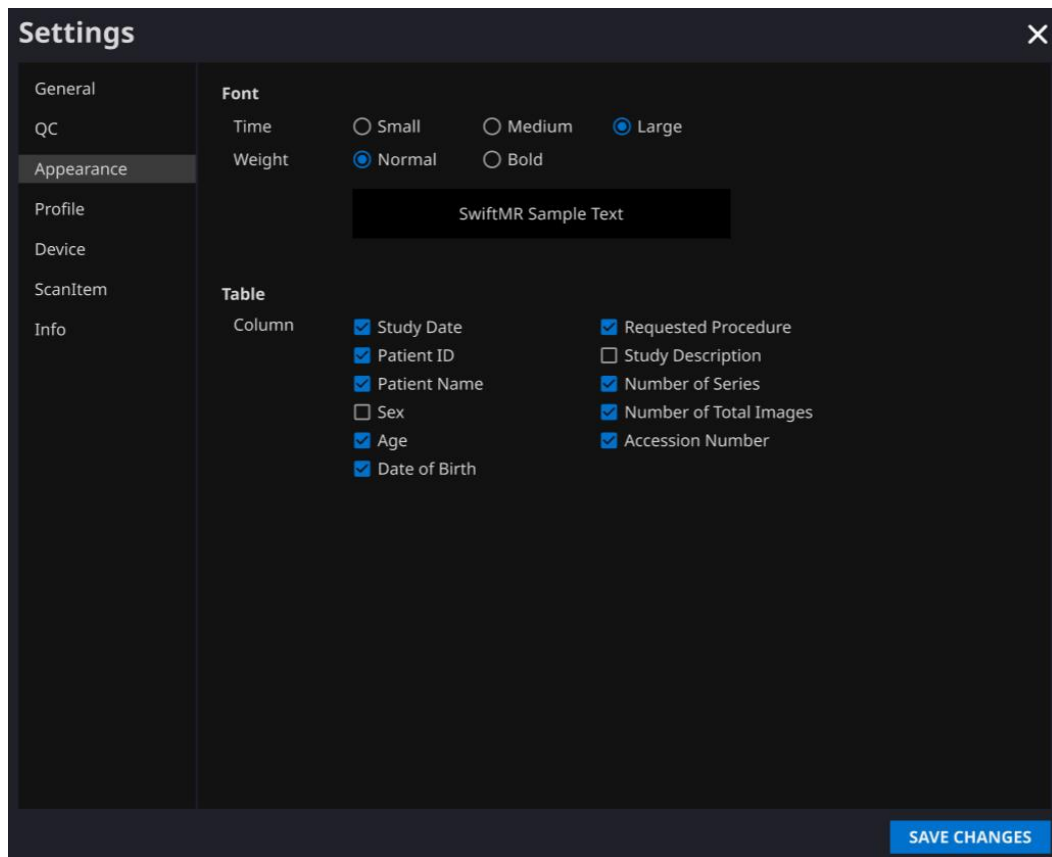 Settings
General
QC
Appearance
Profile
Device
ScanItem
Info
Font
Time Small Medium Large
Weight Normal Bold
SwiftMR Sample Text
Table
Column
Study Date
Patient ID
Patient Name
Sex
Age
Date of Birth
Requested Procedure
Study Description
Number of Series
Number of Total Images
Accession Number
SAVE CHANGES